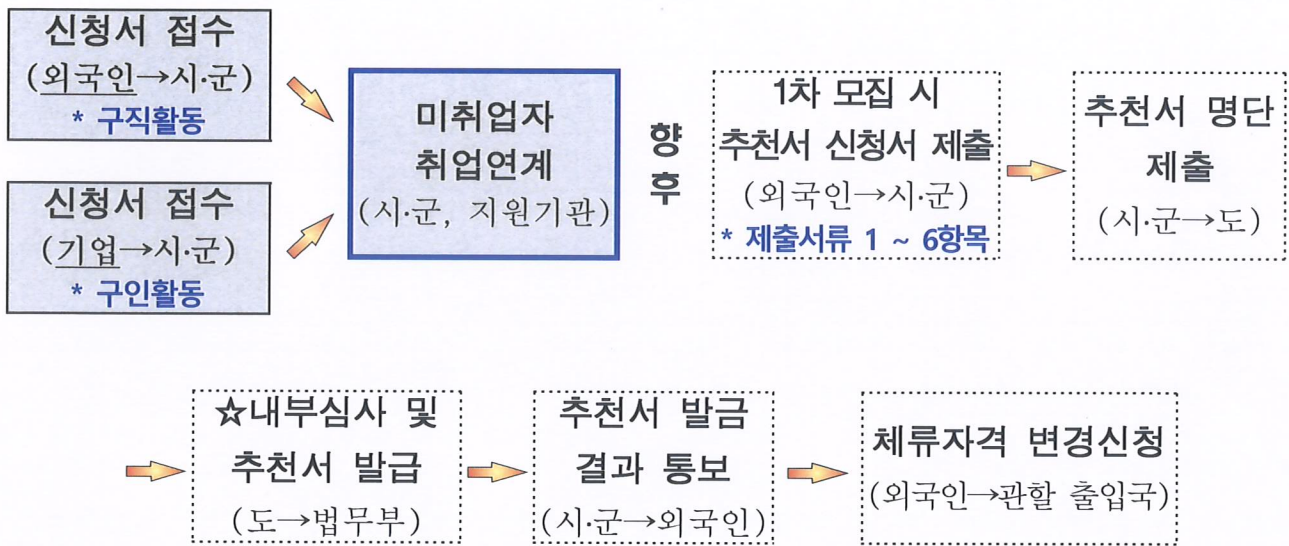 신청서 접수
(외국인→시·군)
* 구직활동
신청서 접수
(기업→시·군)
* 구인활동
미취업자
취업연계
(시·군, 지원기관)
향
후
1차 모집 시
추천서 신청서 제출
(외국인→시·군)
* 제출서류 1 ~ 6항목
추천서 명단
제출
(시·군→도)
☆내부심사 및
추천서 발급
(도→법무부)
추천서 발금
결과 통보
(시·군→외국인)
체류자격 변경신청
(외국인→관할 출입국)